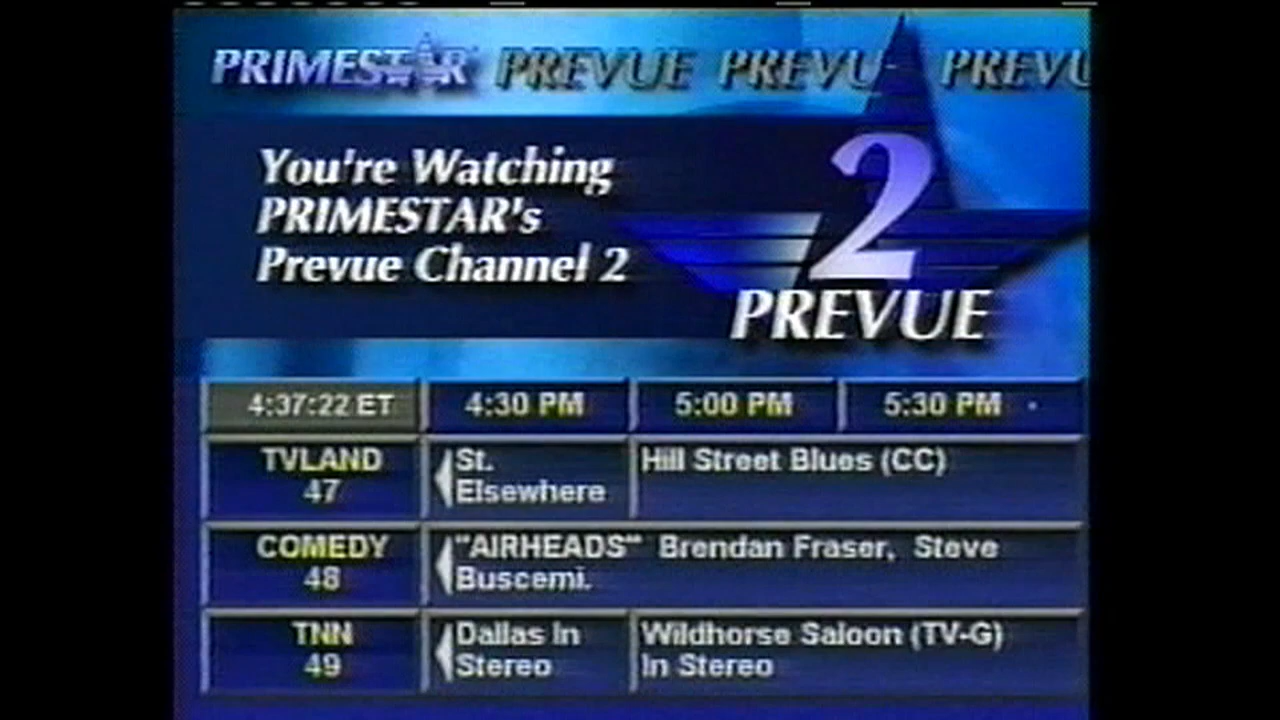 PRIMESTAR PREVUE PREVU PREVU
You're Watching
PRIMESTAR's
Prevue Channel 2
2
PREVUE
4:37:22 ET 4:30 PM 5:00 PM 5:30 PM
TVLAND
47
St.
Elsewhere
Hill Street Blues (CC)
COMEDY
48
"AIRHEADS" Brendan Fraser, Steve
Buscemi.
TNN
49
Dallas In
Stereo
Wildhorse Saloon (TV-G)
In Stereo